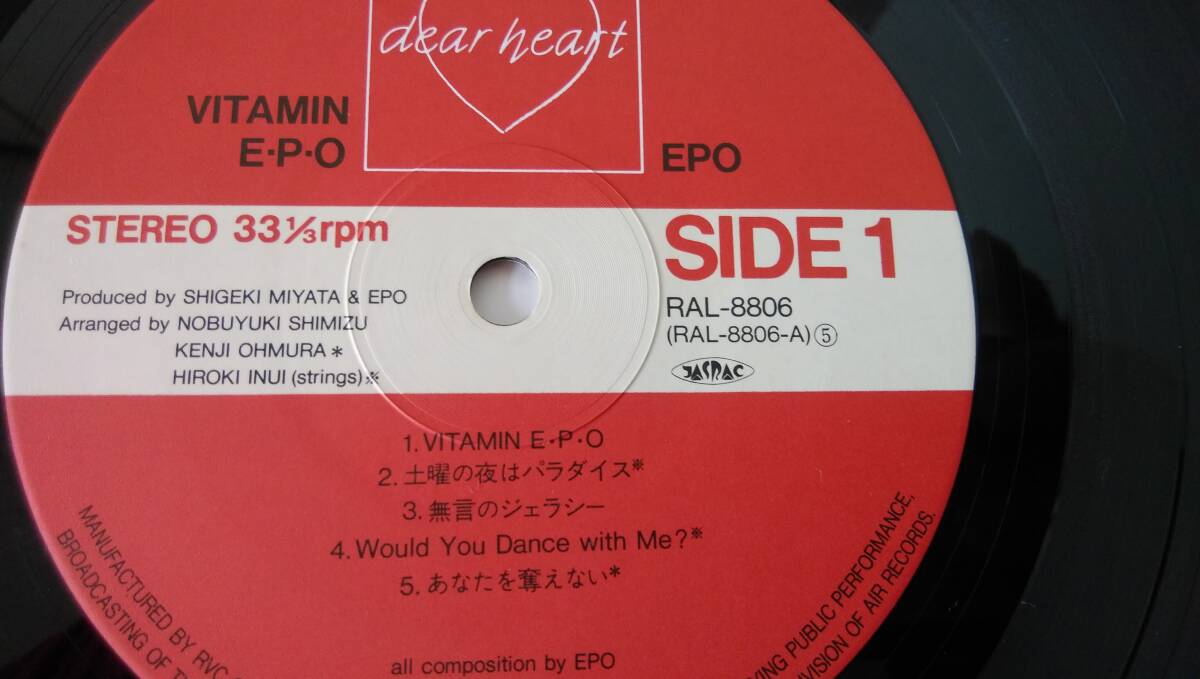 dear heart
VITAMIN
E·P·O
EPO
STEREO 33⅓rpm
SIDE 1
Produced by SHIGEKI MIYATA & EPO
Arranged by NOBUYUKI SHIMIZU
KENJI OHMURA*
HIROKI INUI (strings)※
RAL-8806
(RAL-8806-A)⑤
JASRAC
1. VITAMIN E·P·O
2. 土曜の夜はパラダイス※
3. 無言のジェラシー
4. Would You Dance with Me?※
5. あなたを奪えない*
all composition by EPO
MANUFACTURED BY RVC
BROADCASTING OF
PUBLIC PERFORMANCE,
OF AIR RECORDS.